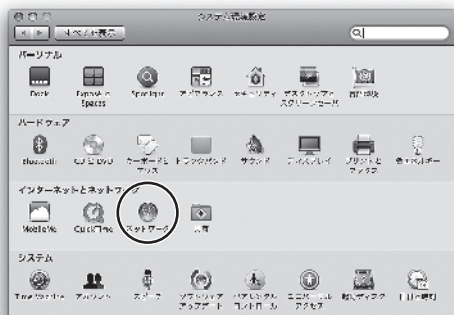 システム環境設定
すべてを表示
パーソナル
Dock
Exposé と Spaces
Spotlight
アピアランス
セキュリティ
デスクトップと スクリーンセーバ
言語環境
ハードウェア
Bluetooth
CD と DVD
キーボードと マウス
トラックパッド
サウンド
ディスプレイ
プリントと ファクス
省エネルギー
インターネットとネットワーク
MobileMe
QuickTime
ネットワーク
共有
システム
Time Machine
アカウント
スピーチ
ソフトウェア アップデート
ペアレンタル コントロール
ユニバーサル アクセス
起動ディスク
日付と時刻